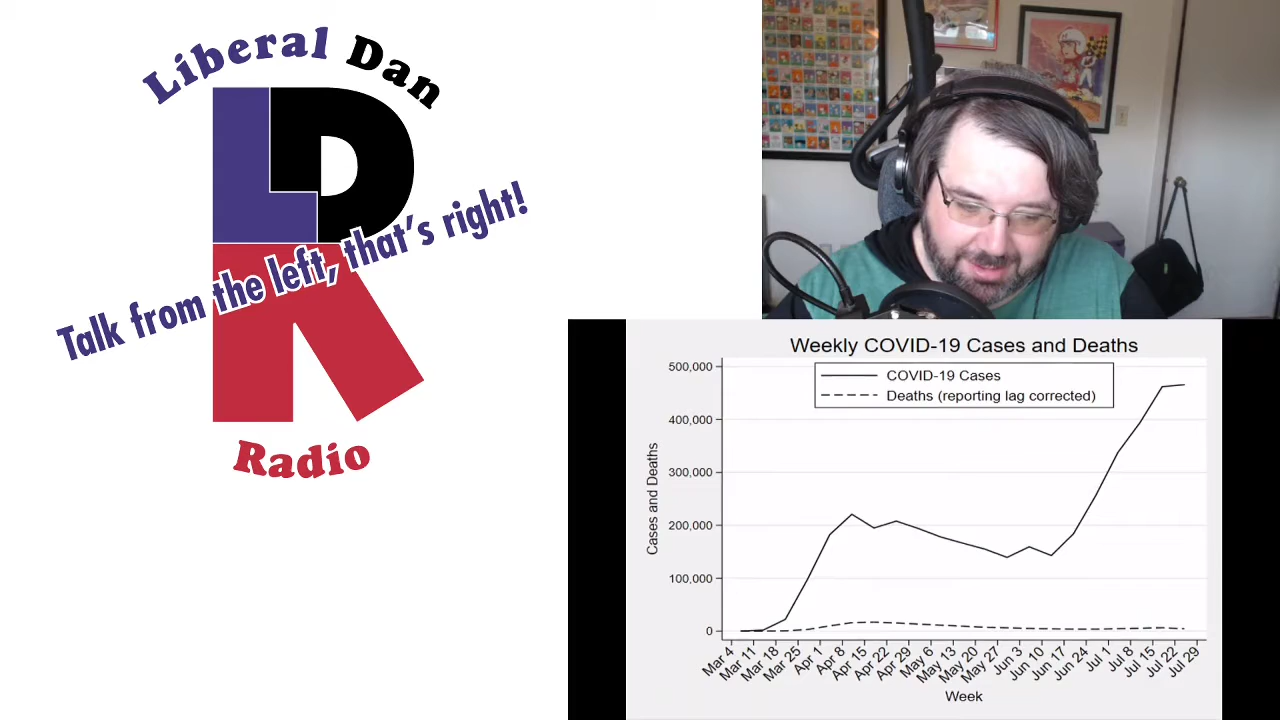 Liberal Dan
Talk from the left, that's right!
Radio
Weekly COVID-19 Cases and Deaths
COVID-19 Cases
Deaths (reporting lag corrected)
Cases and Deaths
500,000
400,000
300,000
200,000
100,000
0
Mar 4
Mar 11
Mar 18
Mar 25
Apr 1
Apr 8
Apr 15
Apr 22
Apr 29
May 6
May 13
May 20
May 27
Jun 3
Jun 10
Jun 17
Jun 24
Jul 1
Jul 8
Jul 15
Jul 22
Jul 29
Week